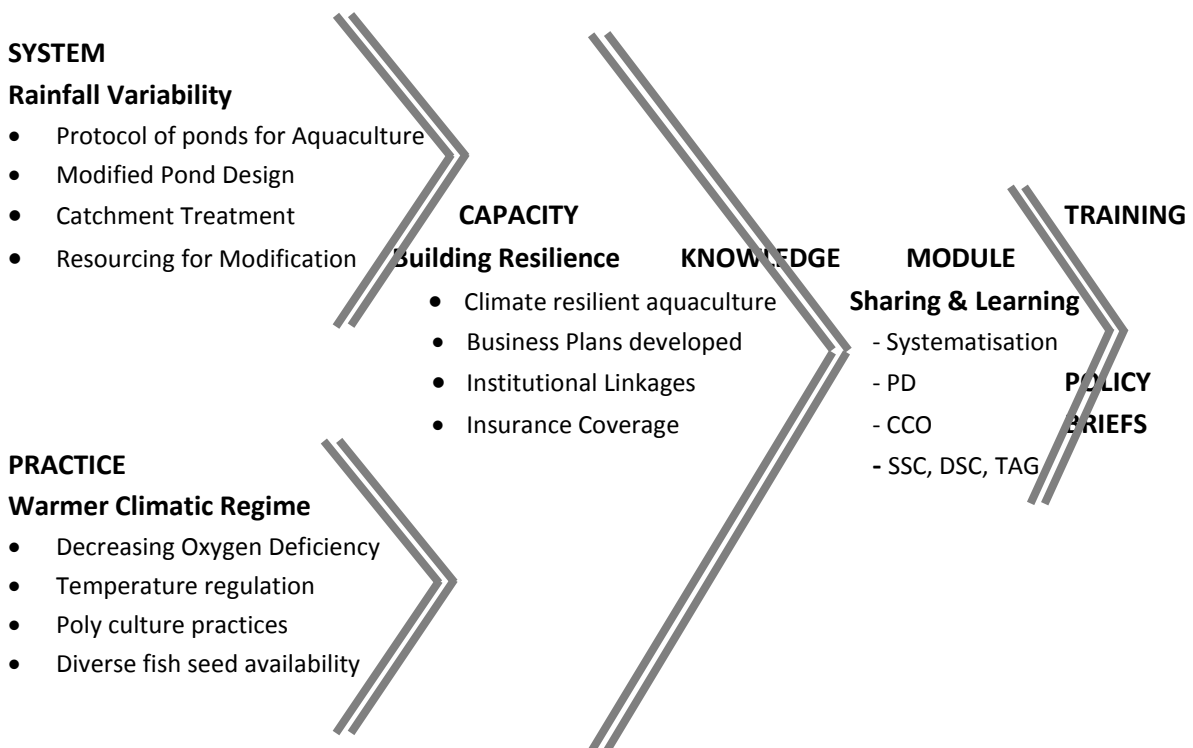 SYSTEM
Rainfall Variability
• Protocol of ponds for Aquaculture
• Modified Pond Design
• Catchment Treatment
• Resourcing for Modification
PRACTICE
Warmer Climatic Regime
• Decreasing Oxygen Deficiency
• Temperature regulation
• Poly culture practices
• Diverse fish seed availability
CAPACITY
Building Resilience
• Climate resilient aquaculture
• Business Plans developed
• Institutional Linkages
• Insurance Coverage
KNOWLEDGE
Sharing & Learning
- Systematisation
- PD
- CCO
- SSC, DSC, TAG
TRAINING
MODULE
POLICY
BRIEFS